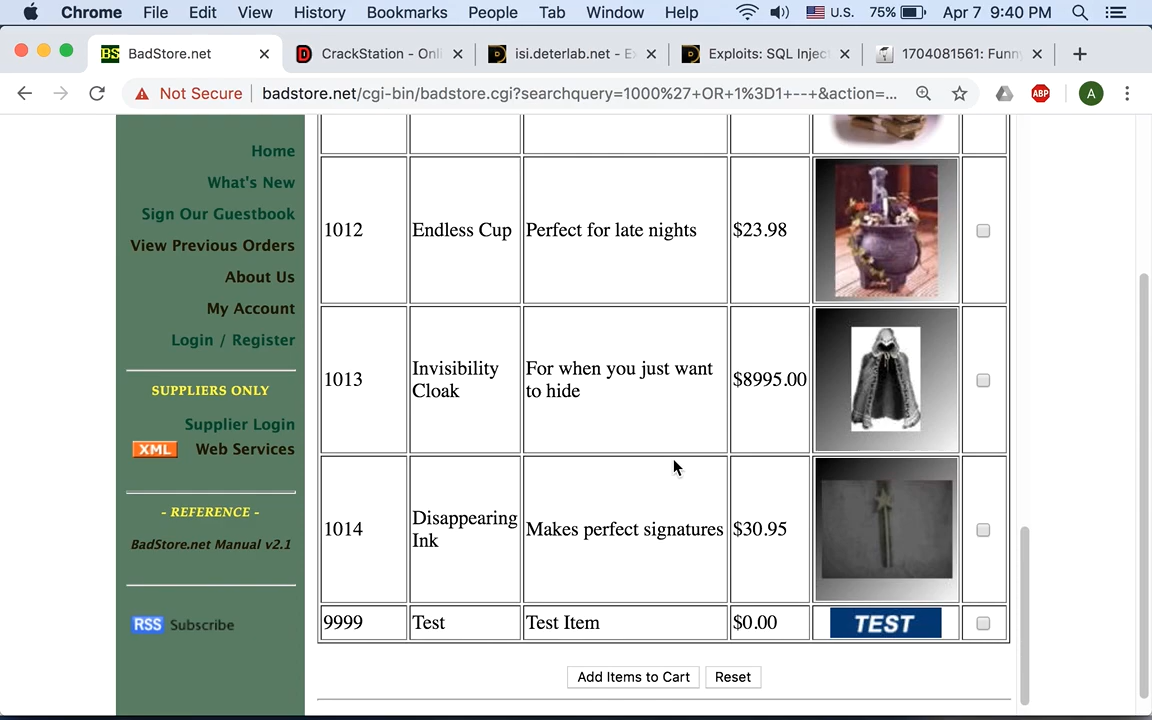 Chrome File Edit View History Bookmarks People Tab Window Help U.S. 75% Apr 7 9:40 PM
BS BadStore.net D CrackStation - Onli D isi.deterlab.net - Ex D Exploits: SQL Inject 1704081561: Funny
Not Secure badstore.net/cgi-bin/badstore.cgi?searchquery=1000%27+OR+1%3D1+--+&action=... ABP A
Home
What's New
Sign Our Guestbook
View Previous Orders
About Us
My Account
Login / Register
SUPPLIERS ONLY
Supplier Login
XML Web Services
- REFERENCE -
BadStore.net Manual v2.1
RSS Subscribe
1012 Endless Cup Perfect for late nights $23.98
1013 Invisibility Cloak For when you just want to hide $8995.00
1014 Disappearing Ink Makes perfect signatures $30.95
9999 Test Test Item $0.00 TEST
Add Items to Cart Reset